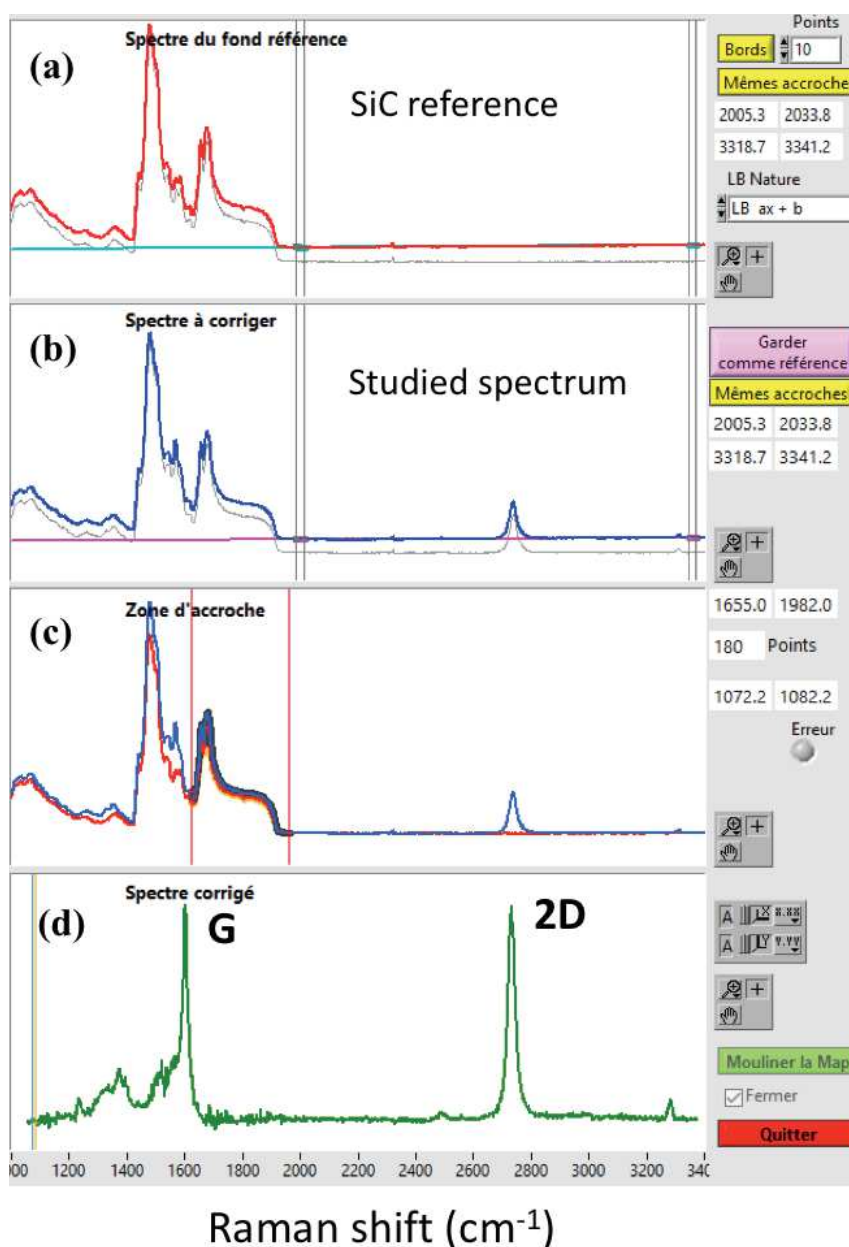 Points
Spectre du fond référence
Bords 10
(a)
SiC reference
Mêmes accroche
2005.3 2033.8
3318.7 3341.2
LB Nature
LB ax + b
Spectre à corriger
(b)
Studied spectrum
Garder
comme référence
Mêmes accroches
2005.3 2033.8
3318.7 3341.2
Zone d'accroche
(c)
1655.0 1982.0
180 Points
1072.2 1082.2
Erreur
Spectre corrigé
(d)
G
2D
A X X.XX
A Y Y.YY
Mouliner la Map
Fermer
Quitter
000 1200 1400 1600 1800 2000 2200 2400 2600 2800 3000 3200 340
Raman shift (cm-1)